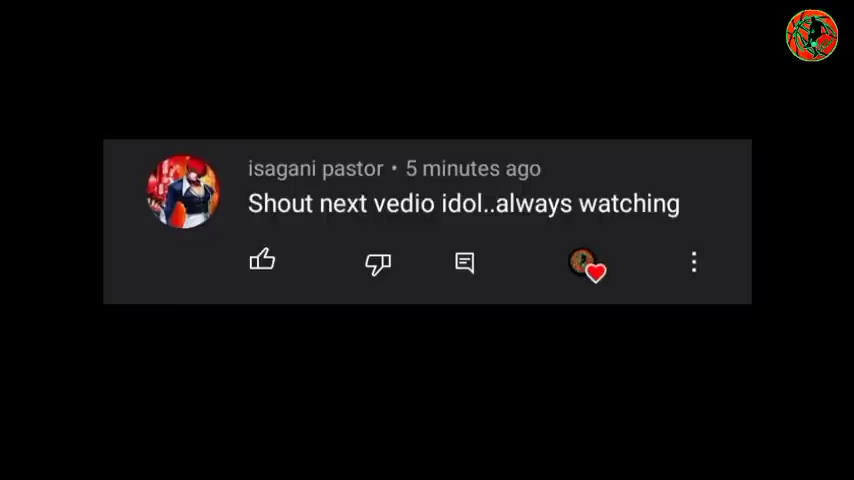 isagani pastor • 5 minutes ago
Shout next vedio idol..always watching